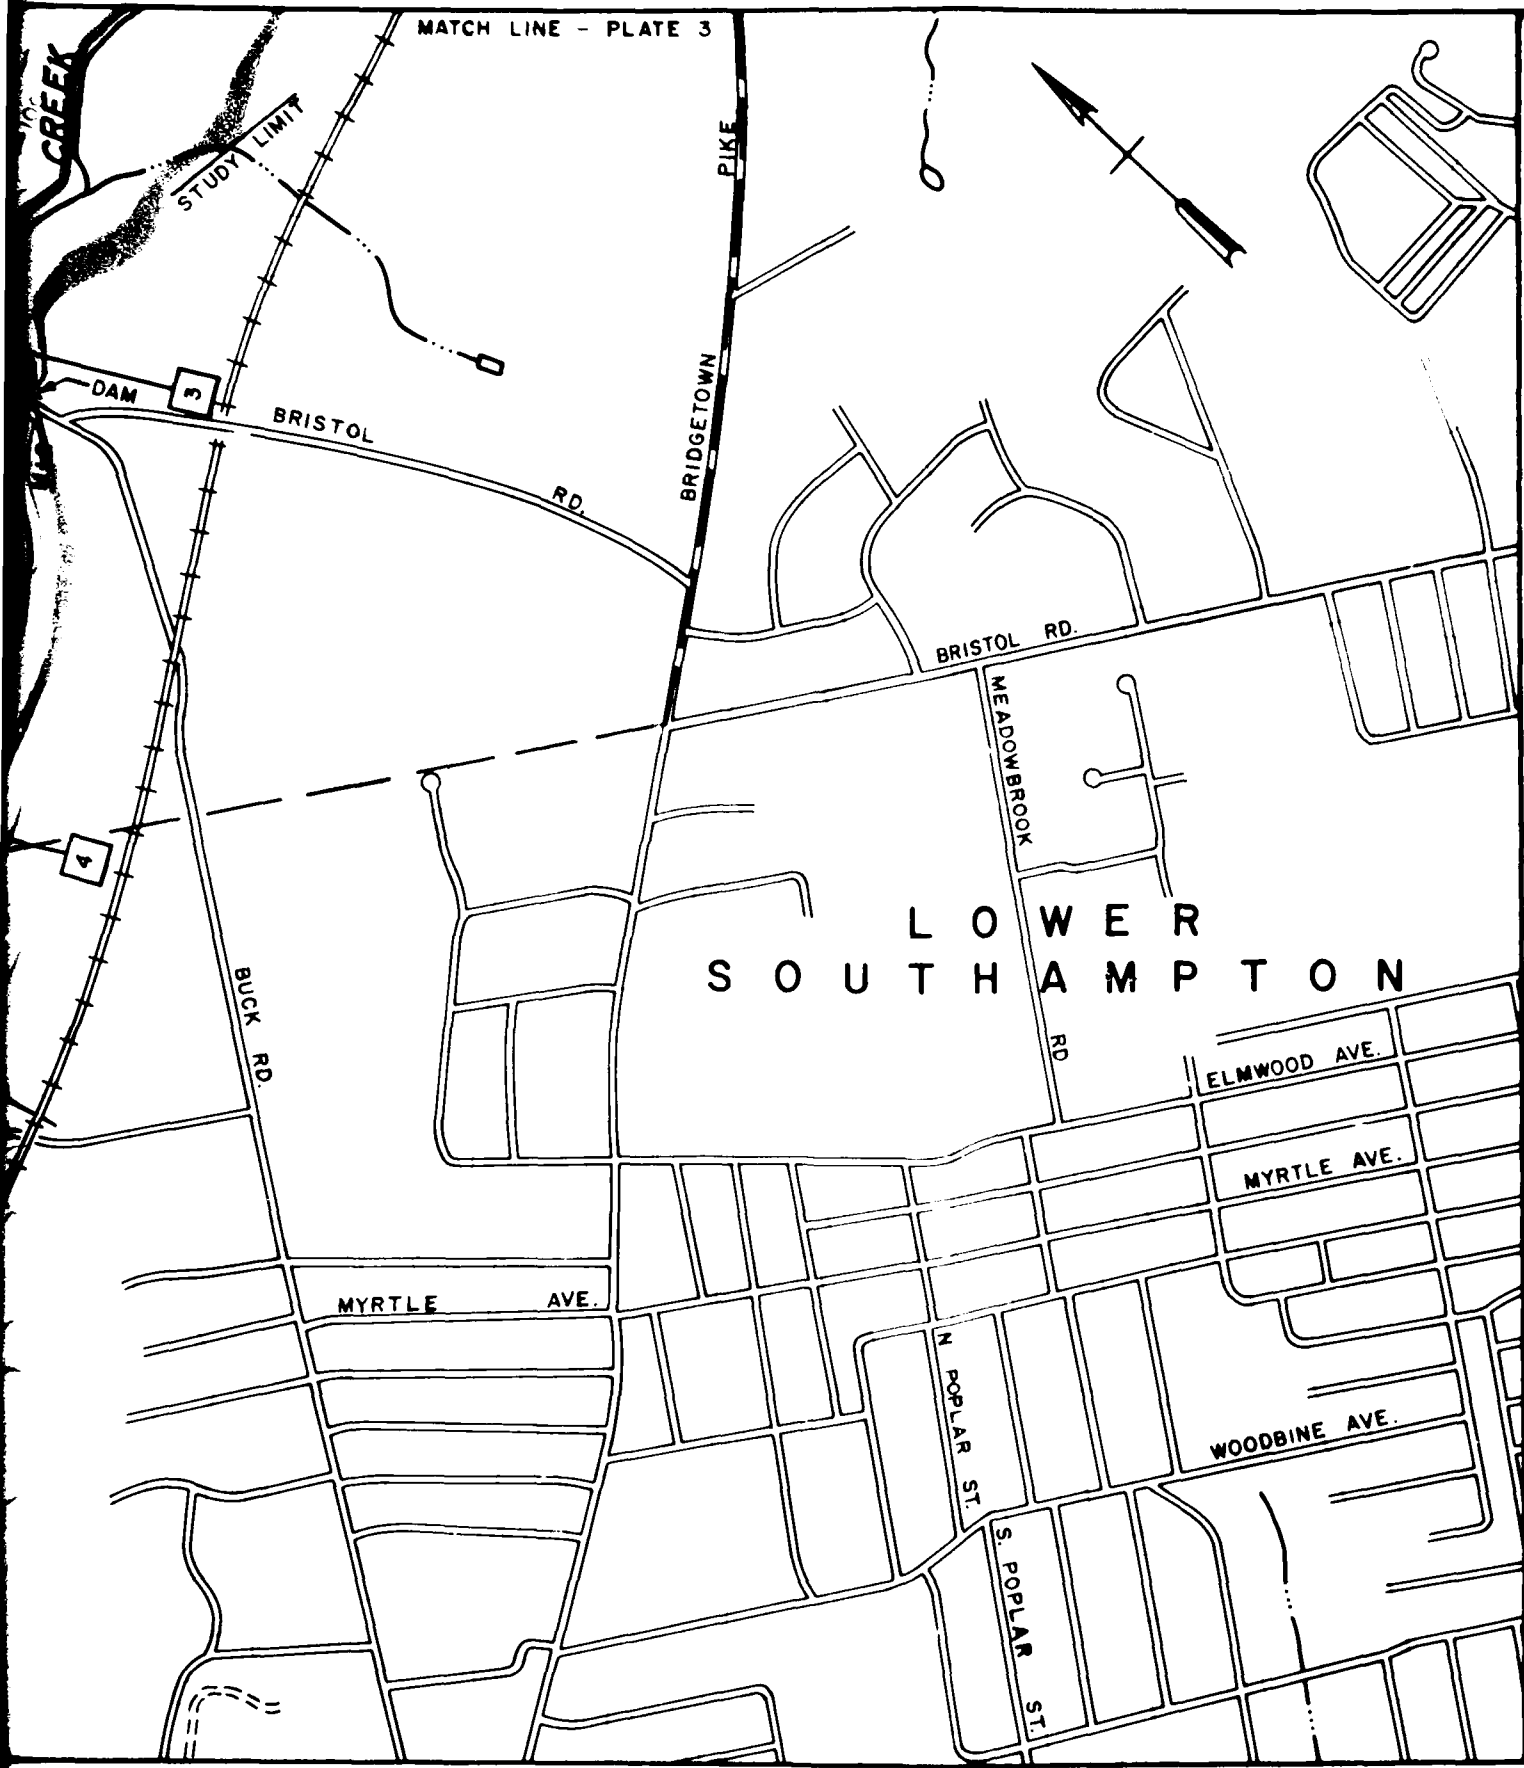 MATCH LINE - PLATE 3
CREEK
STUDY LIMIT
PIKE
BRIDGETOWN
DAM
3
BRISTOL
RD.
BRISTOL RD.
MEADOWBROOK
RD
4
LOWER
SOUTHAMPTON
BUCK RD.
ELMWOOD AVE.
MYRTLE AVE.
MYRTLE AVE.
N POPLAR ST.
WOODBINE AVE.
S. POPLAR ST.